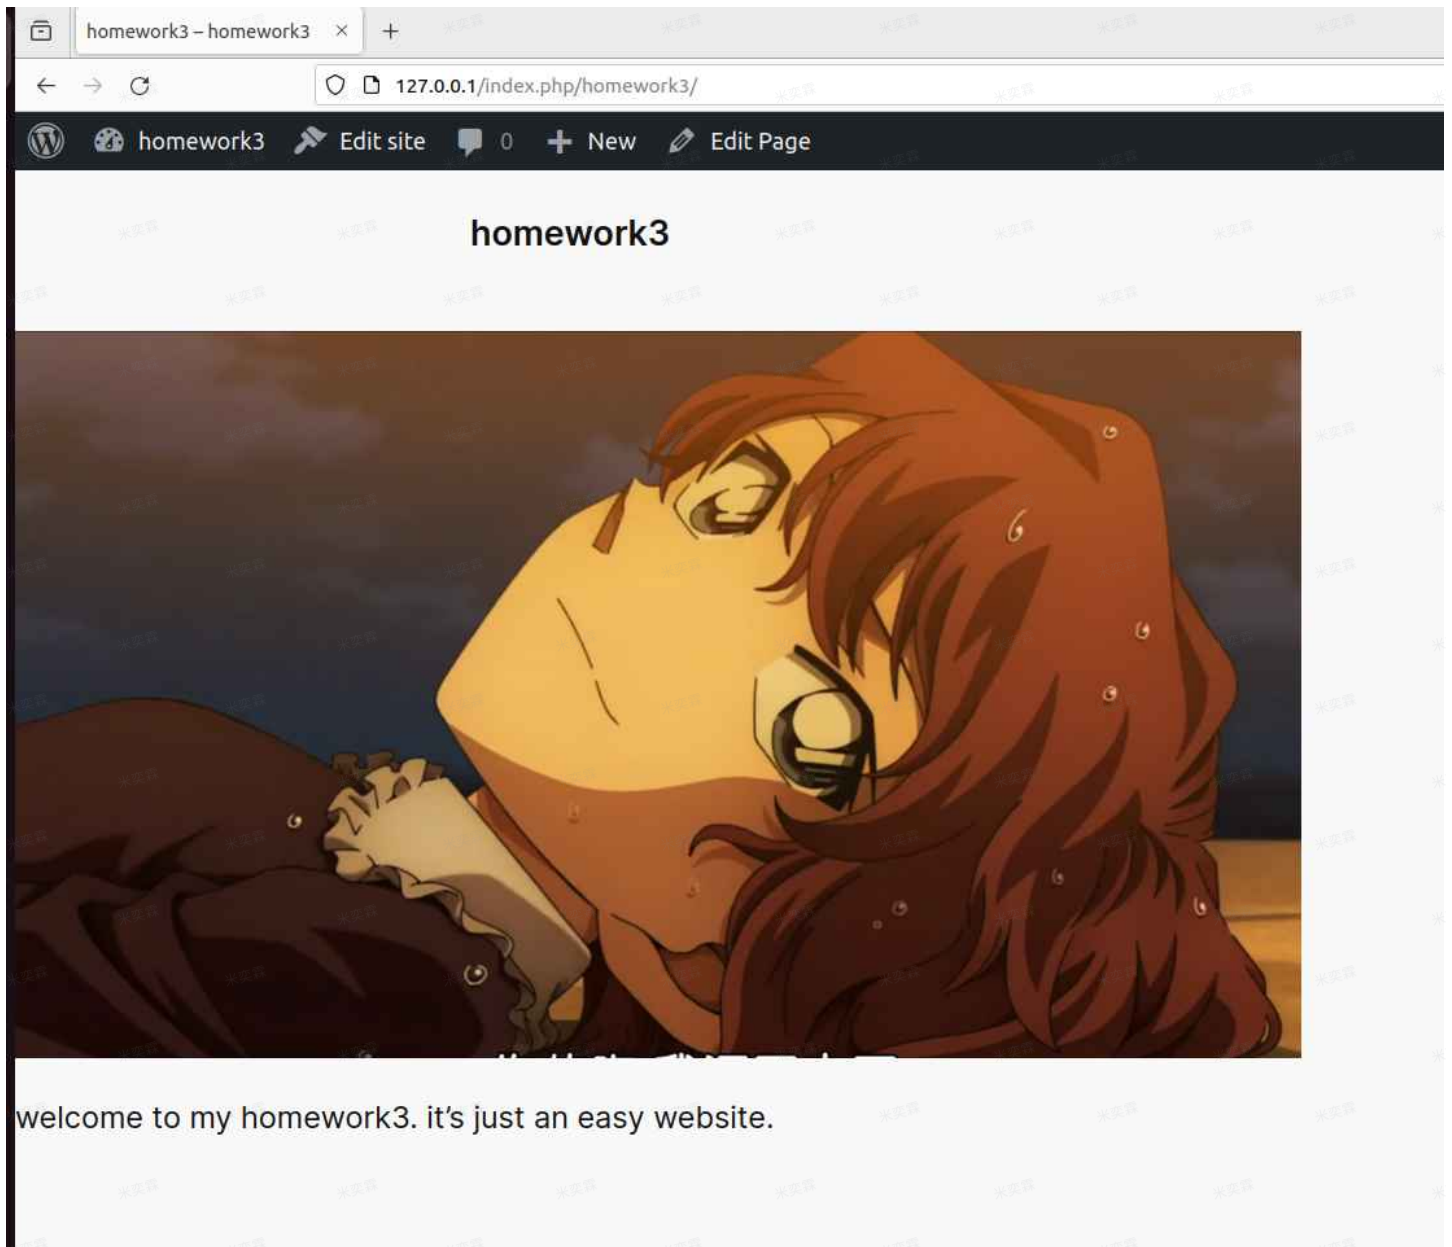 homework3 – homework3
127.0.0.1/index.php/homework3/
homework3 Edit site 0 New Edit Page
homework3
welcome to my homework3. it’s just an easy website.